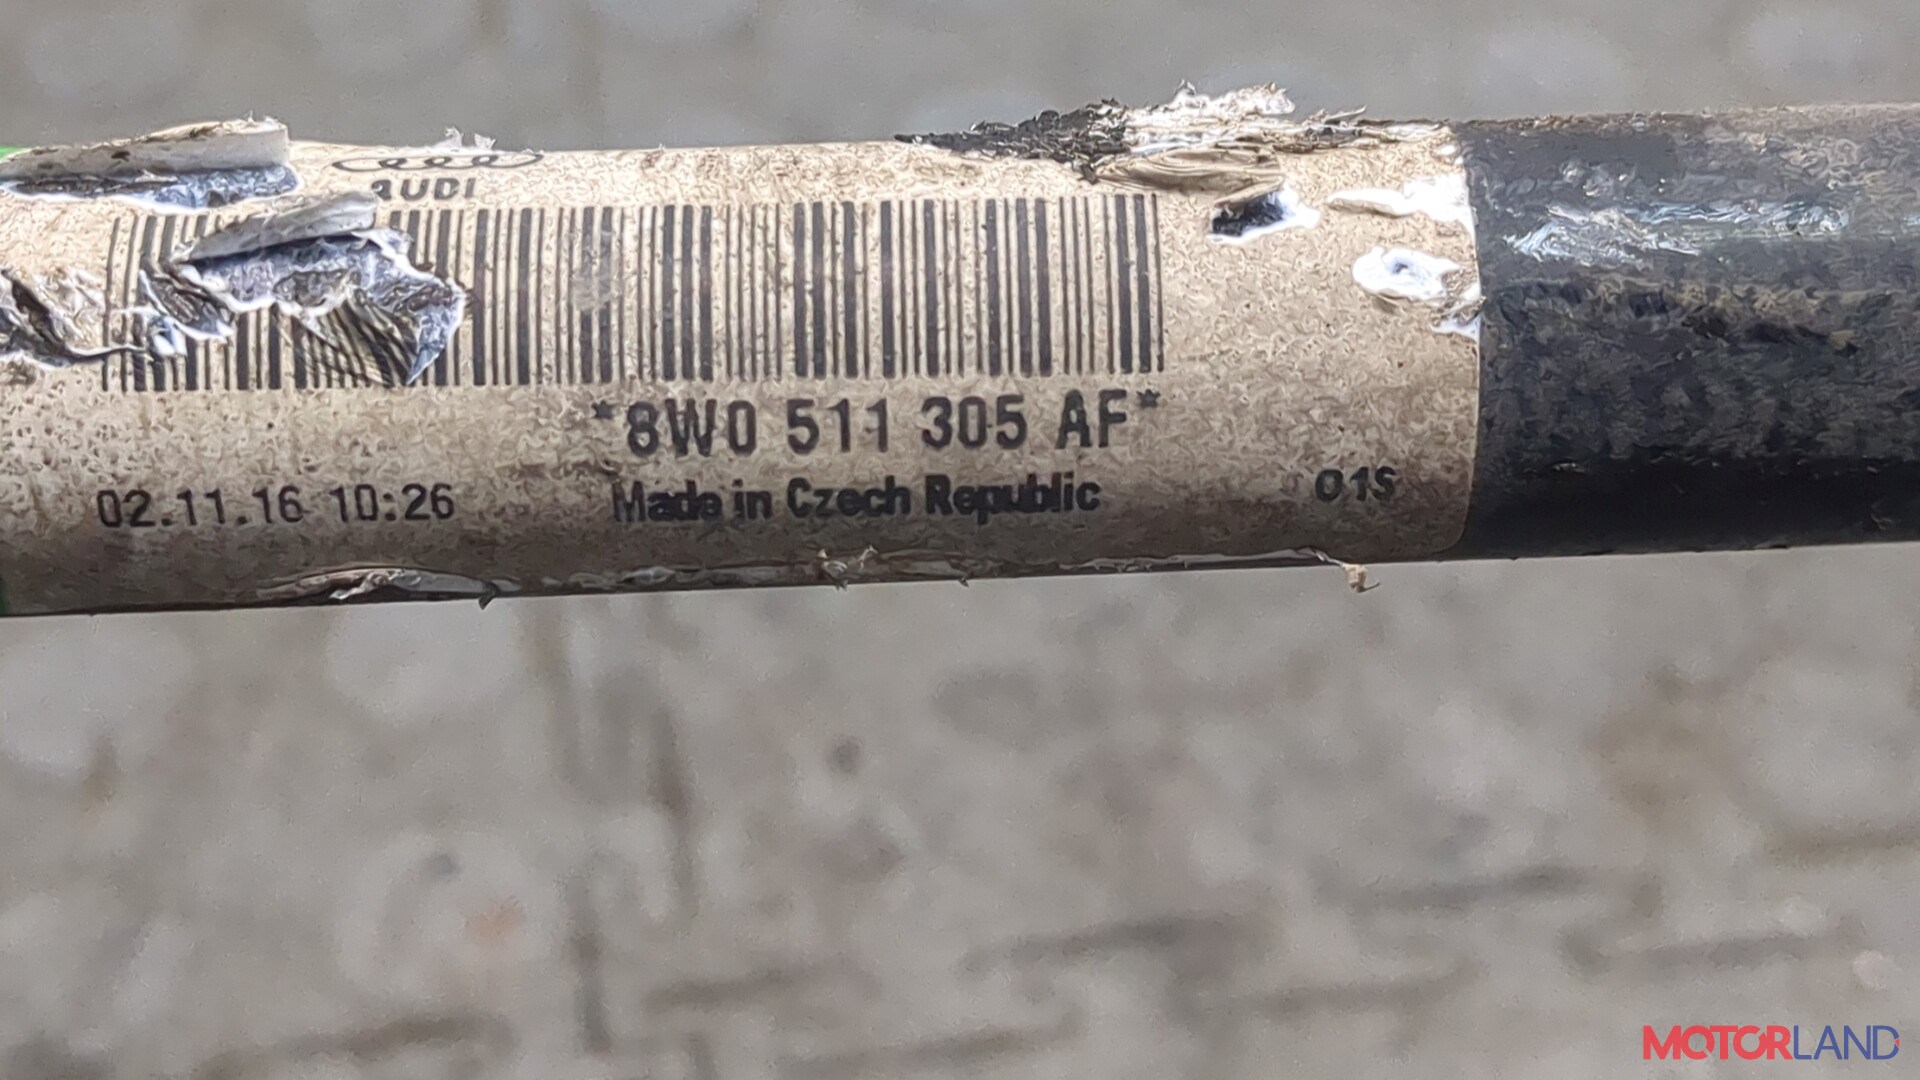 AUDI
*8W0 511 305 AF*
02.11.16 10:26 Made in Czech Republic 01S
MOTORLAND